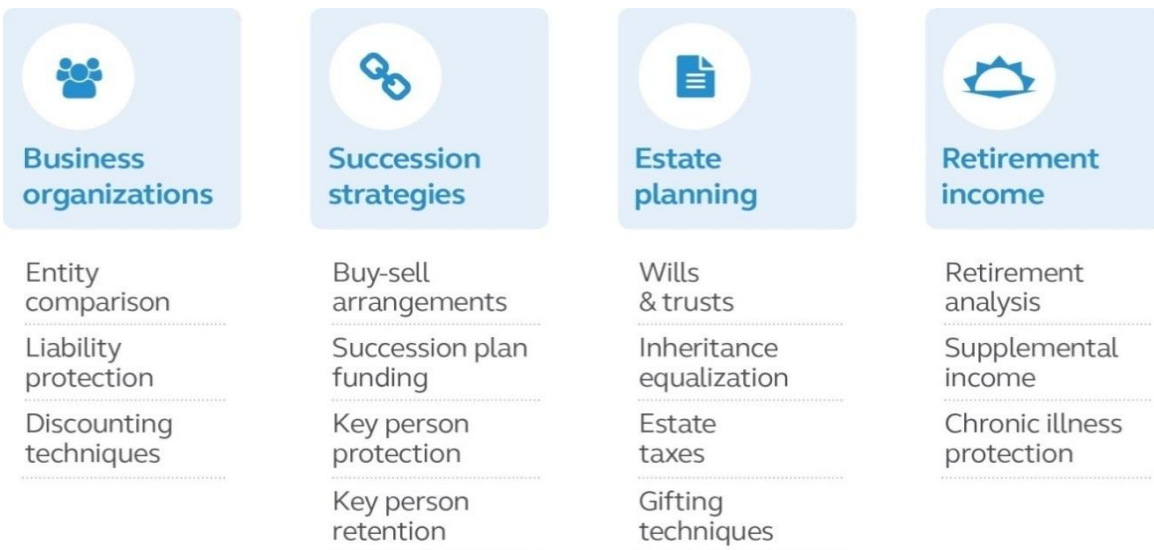 Business
organizations
Entity
comparison
Liability
protection
Discounting
techniques
Succession
strategies
Buy-sell
arrangements
Succession plan
funding
Key person
protection
Key person
retention
Estate
planning
Wills
& trusts
Inheritance
equalization
Estate
taxes
Gifting
techniques
Retirement
income
Retirement
analysis
Supplemental
income
Chronic illness
protection